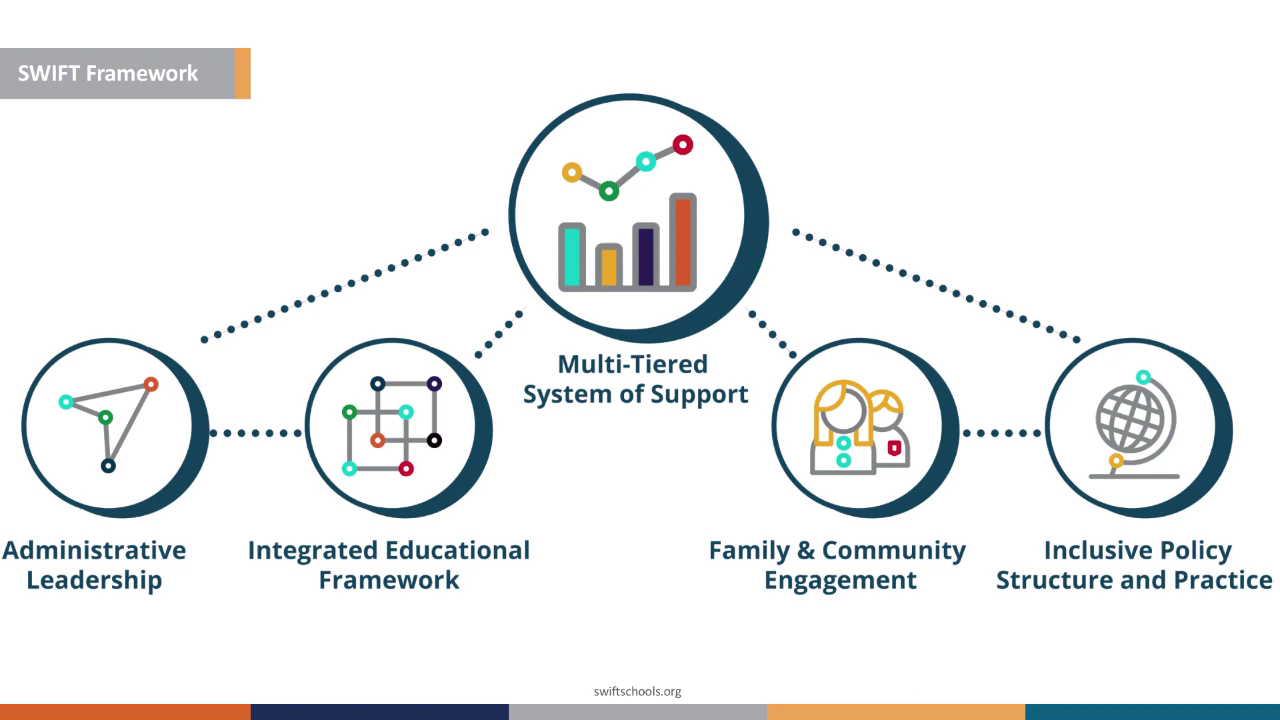 SWIFT Framework
Multi-Tiered
System of Support
Administrative
Leadership
Integrated Educational
Framework
Family & Community
Engagement
Inclusive Policy
Structure and Practice
swiftschools.org